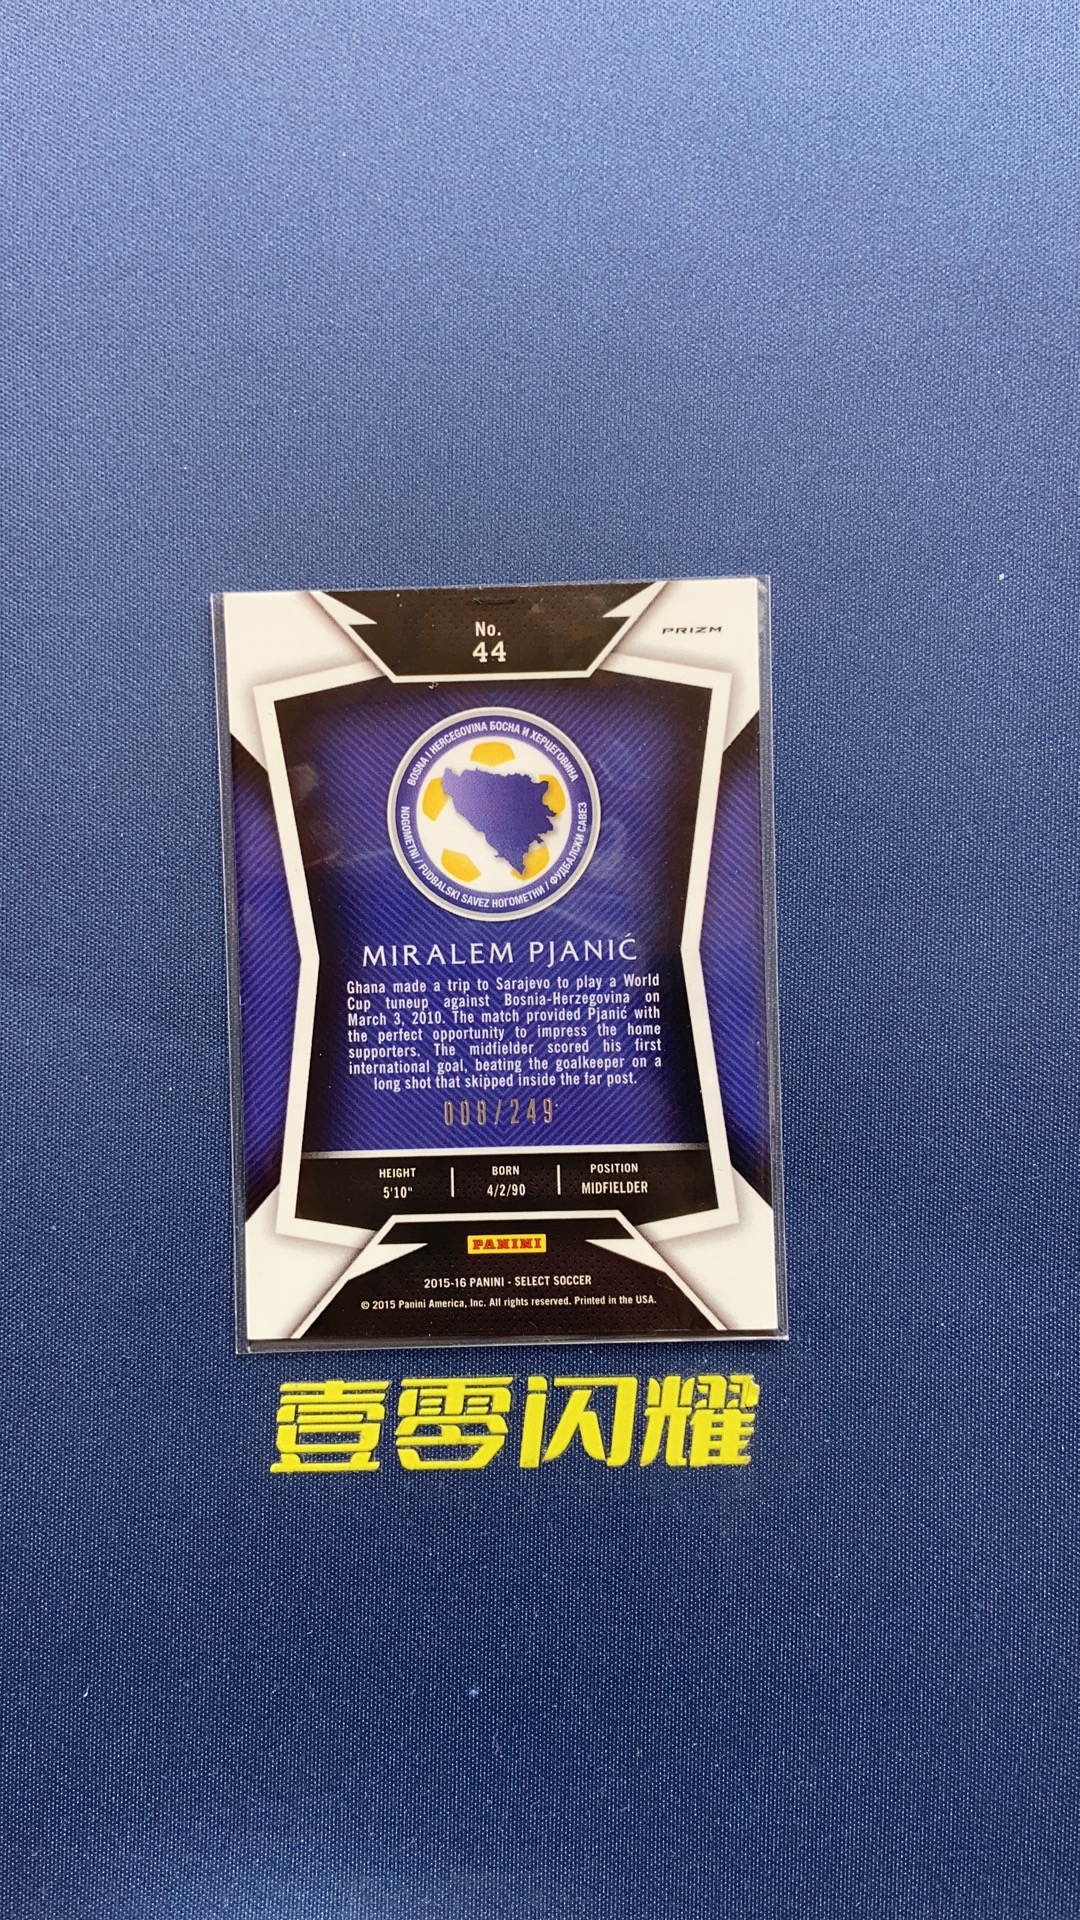 No.
44
PRIZM
BOSNA I HERCEGOVINA БОСНА И ХЕРЦЕГОВИНА
NOGOMETNI / FUDBALSKI SAVEZ НОГОМЕТНИ / ФУДБАЛСКИ САВЕЗ
MIRALEM PJANIĆ
Ghana made a trip to Sarajevo to play a World
Cup tuneup against Bosnia-Herzegovina on
March 3, 2010. The match provided Pjanić with
the perfect opportunity to impress the home
supporters. The midfielder scored his first
international goal, beating the goalkeeper on a
long shot that skipped inside the far post.
008/249
HEIGHT BORN POSITION
5'10" 4/2/90 MIDFIELDER
PANINI
2015-16 PANINI - SELECT SOCCER
© 2015 Panini America, Inc. All rights reserved. Printed in the USA.
壹零闪耀